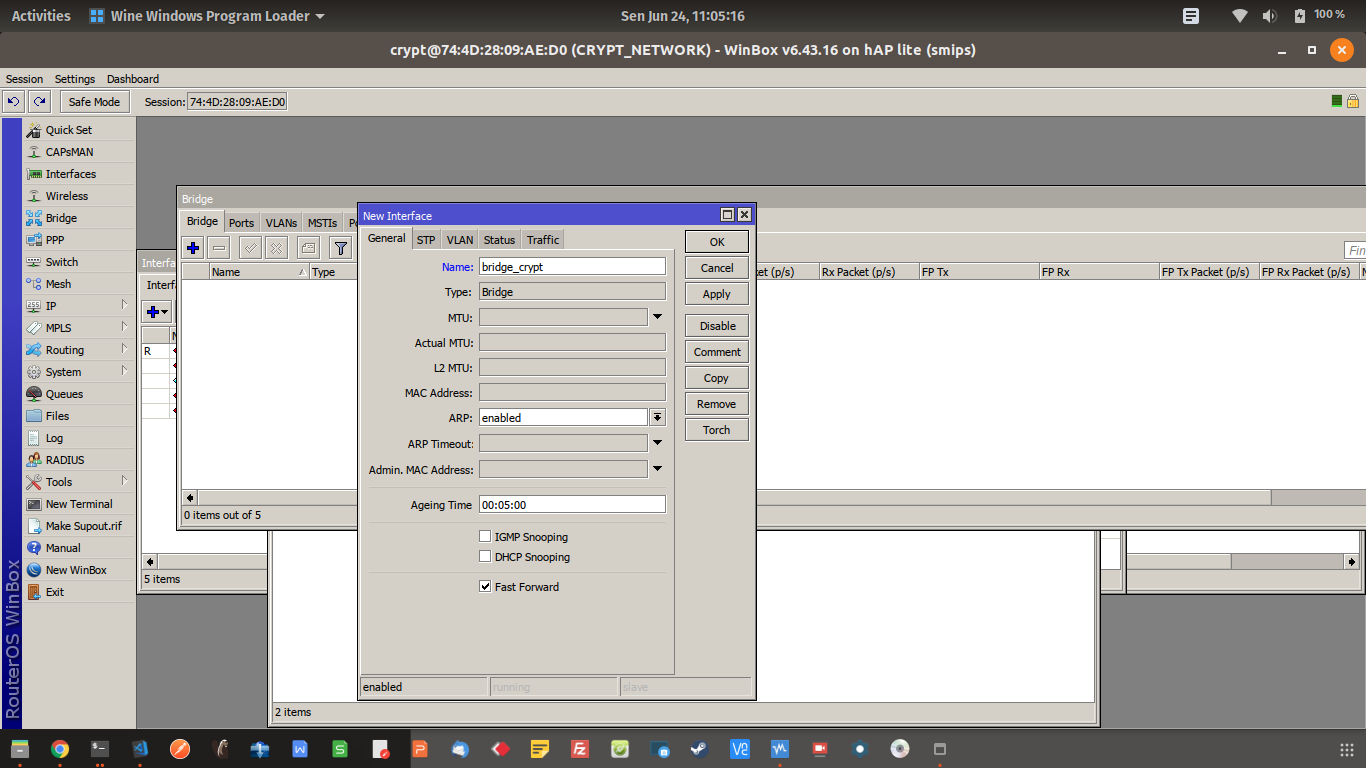 Activities Wine Windows Program Loader Sen Jun 24, 11:05:16 100 %
crypt@74:4D:28:09:AE:D0 (CRYPT_NETWORK) - WinBox v6.43.16 on hAP lite (smips)
Session Settings Dashboard
Safe Mode Session: 74:4D:28:09:AE:D0
Quick Set
CAPsMAN
Interfaces
Wireless
Bridge
PPP
Switch
Mesh
IP
MPLS
Routing
System
Queues
Files
Log
RADIUS
Tools
New Terminal
Make Supout.rif
Manual
New WinBox
Exit
RouterOS WinBox
Interfa
Interfa
R
5 items
Bridge
Bridge Ports VLANs MSTIs
Fin
Name Type
et (p/s) Rx Packet (p/s) FP Tx FP Rx FP Tx Packet (p/s) FP Rx Packet (p/s)
0 items out of 5
New Interface
General STP VLAN Status Traffic
Name: bridge_crypt
Type: Bridge
MTU:
Actual MTU:
L2 MTU:
MAC Address:
ARP: enabled
ARP Timeout:
Admin. MAC Address:
Ageing Time 00:05:00
IGMP Snooping
DHCP Snooping
Fast Forward
OK
Cancel
Apply
Disable
Comment
Copy
Remove
Torch
enabled running slave
2 items